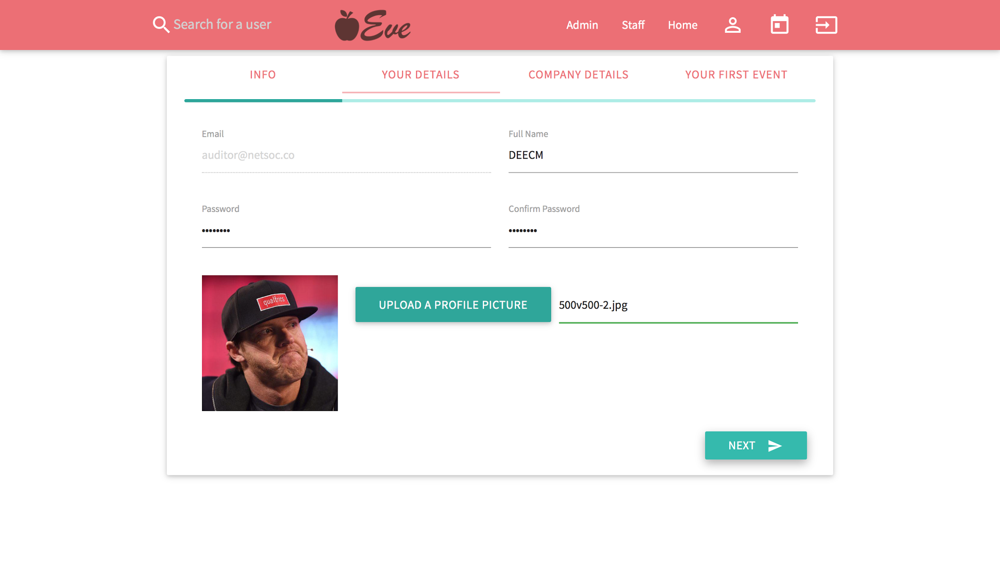 Search for a user
Eve
Admin Staff Home
INFO YOUR DETAILS COMPANY DETAILS YOUR FIRST EVENT
Email Full Name
auditor@netsoc.co DEECM
Password Confirm Password
•••••••• ••••••••
qualtrics
UPLOAD A PROFILE PICTURE 500v500-2.jpg
NEXT